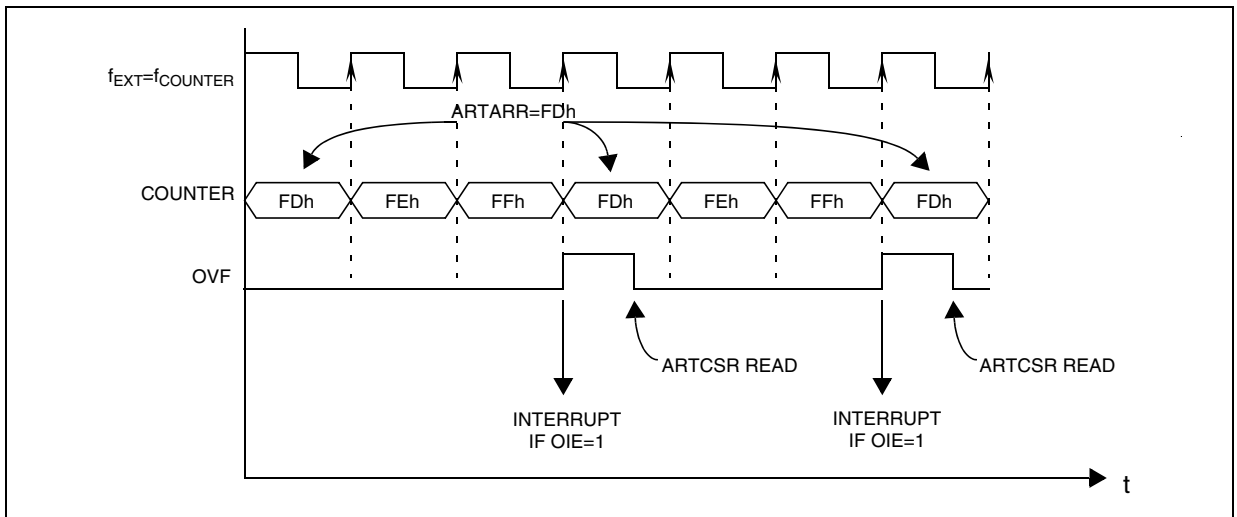 fEXT=fCOUNTER
ARTARR=FDh
COUNTER
FDh FEh FFh FDh FEh FFh FDh
OVF
ARTCSR READ ARTCSR READ
INTERRUPT INTERRUPT
IF OIE=1 IF OIE=1
t